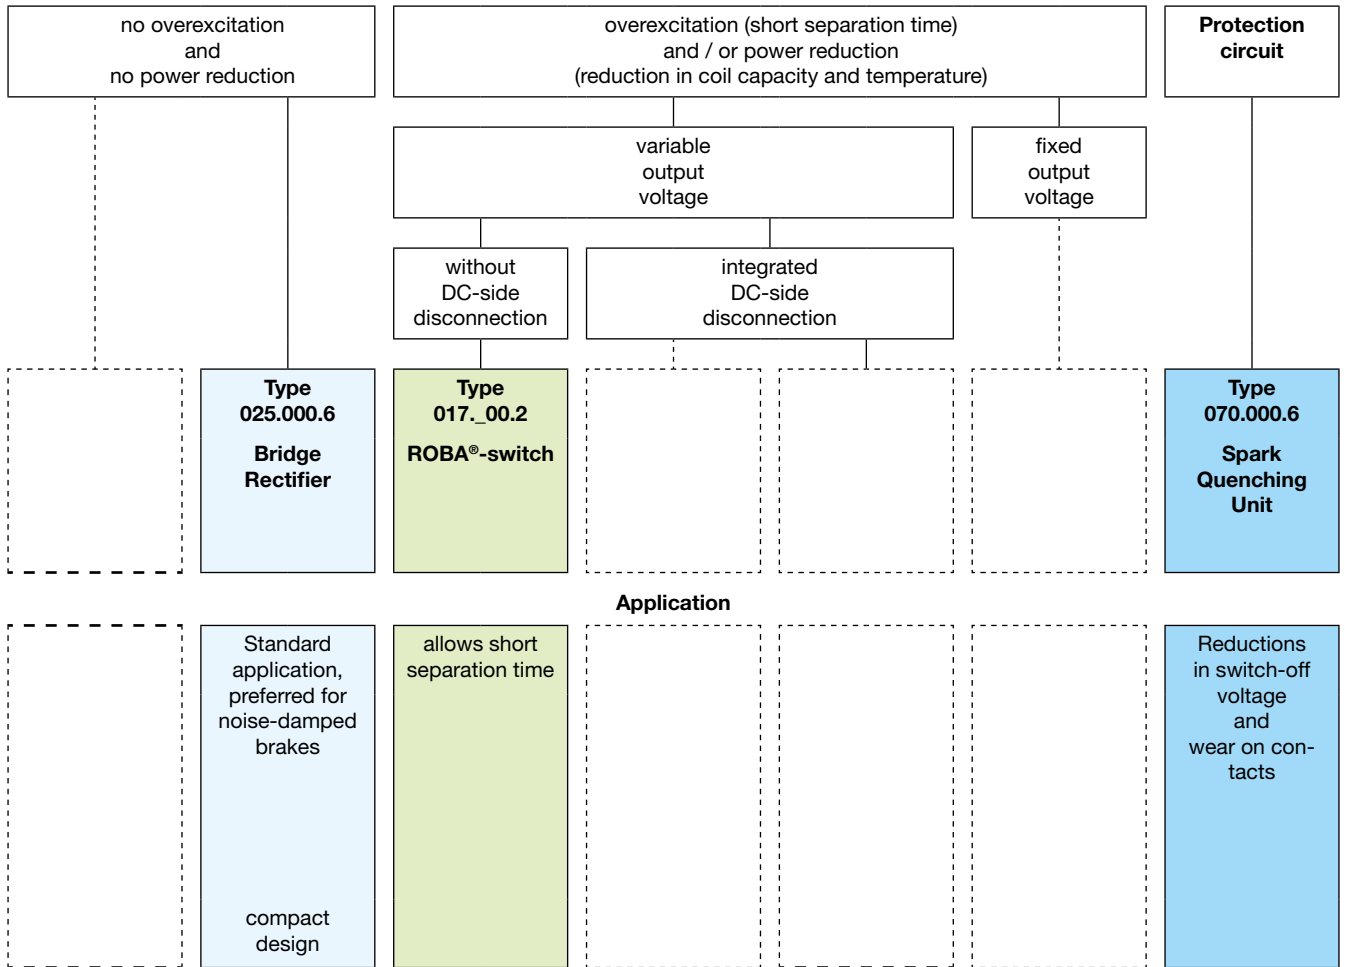 no overexcitation
and
no power reduction
overexcitation (short separation time)
and / or power reduction
(reduction in coil capacity and temperature)
Protection
circuit
variable
output
voltage
fixed
output
voltage
without
DC-side
disconnection
integrated
DC-side
disconnection
Type
025.000.6
Bridge
Rectifier
Type
017._00.2
ROBA®-switch
Type
070.000.6
Spark
Quenching
Unit
Application
Standard
application,
preferred for
noise-damped
brakes
compact
design
allows short
separation time
Reductions
in switch-off
voltage
and
wear on con-
tacts